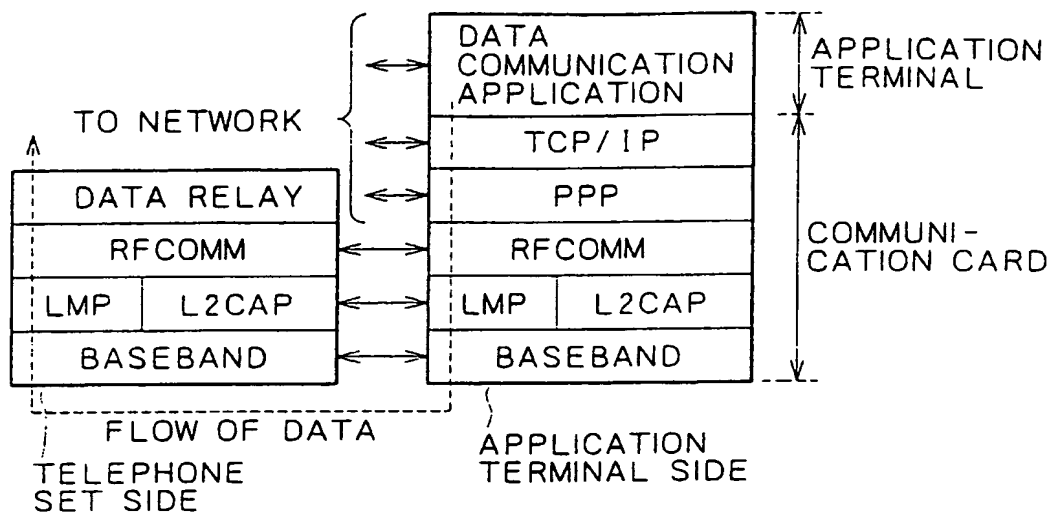 DATA
COMMUNICATION
APPLICATION
APPLICATION
TERMINAL
TO NETWORK
TCP/IP
DATA RELAY
PPP
RFCOMM
RFCOMM
COMMUNI-
CATION CARD
LMP
L2CAP
LMP
L2CAP
BASEBAND
BASEBAND
FLOW OF DATA
TELEPHONE
SET SIDE
APPLICATION
TERMINAL SIDE